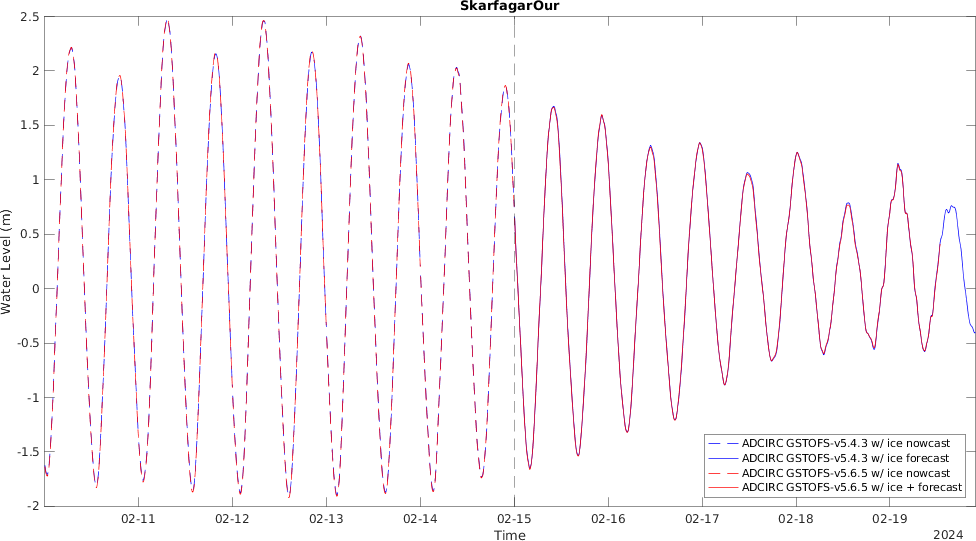 SkarfagarOur
2.5
2
1.5
1
0.5
0
-0.5
-1
-1.5
-2
Water Level (m)
02-11 02-12 02-13 02-14 02-15 02-16 02-17 02-18 02-19
Time
2024
ADCIRC GSTOFS-v5.4.3 w/ ice nowcast
ADCIRC GSTOFS-v5.4.3 w/ ice forecast
ADCIRC GSTOFS-v5.6.5 w/ ice nowcast
ADCIRC GSTOFS-v5.6.5 w/ ice + forecast